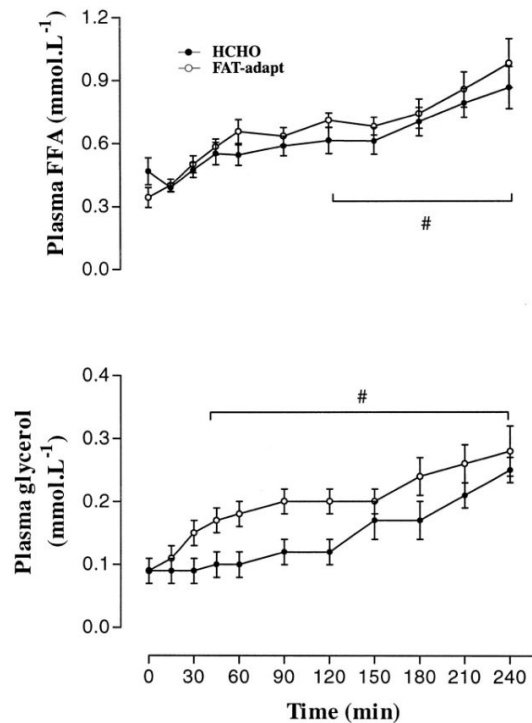 1.2
HCHO
FAT-adapt
0.9
0.6
0.3
0.0
Plasma FFA (mmol.L⁻¹)
#
0.4
#
0.3
0.2
0.1
0.0
Plasma glycerol
(mmol.L⁻¹)
0 30 60 90 120 150 180 210 240
Time (min)